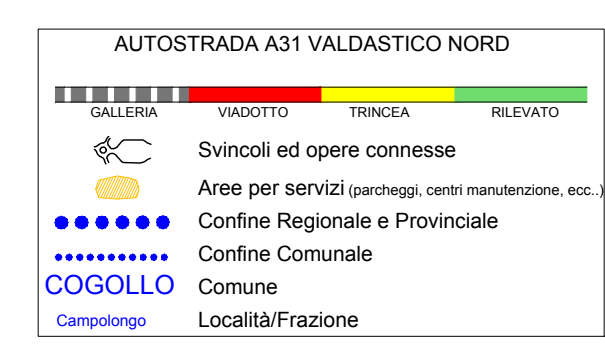 AUTOSTRADA A31 VALDASTICO NORD
GALLERIA VIADOTTO TRINCEA RILEVATO
Svincoli ed opere connesse
Aree per servizi (parcheggi, centri manutenzione, ecc..)
Confine Regionale e Provinciale
Confine Comunale
COGOLLO Comune
Campolongo Località/Frazione